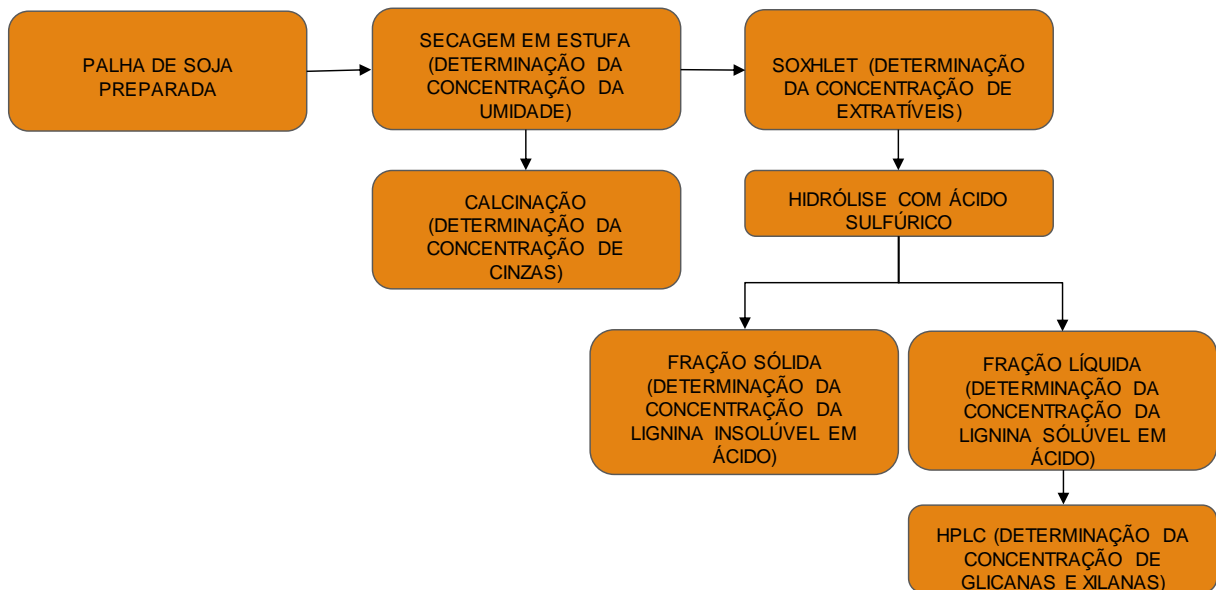 PALHA DE SOJA
PREPARADA
SECAGEM EM ESTUFA
(DETERMINAÇÃO DA
CONCENTRAÇÃO DA
UMIDADE)
SOXHLET (DETERMINAÇÃO
DA CONCENTRAÇÃO DE
EXTRATÍVEIS)
CALCINAÇÃO
(DETERMINAÇÃO DA
CONCENTRAÇÃO DE
CINZAS)
HIDRÓLISE COM ÁCIDO
SULFÚRICO
FRAÇÃO SÓLIDA
(DETERMINAÇÃO DA
CONCENTRAÇÃO DA
LIGNINA INSOLÚVEL EM
ÁCIDO)
FRAÇÃO LÍQUIDA
(DETERMINAÇÃO DA
CONCENTRAÇÃO DA
LIGNINA SÓLÚVEL EM
ÁCIDO)
HPLC (DETERMINAÇÃO DA
CONCENTRAÇÃO DE
GLICANAS E XILANAS)